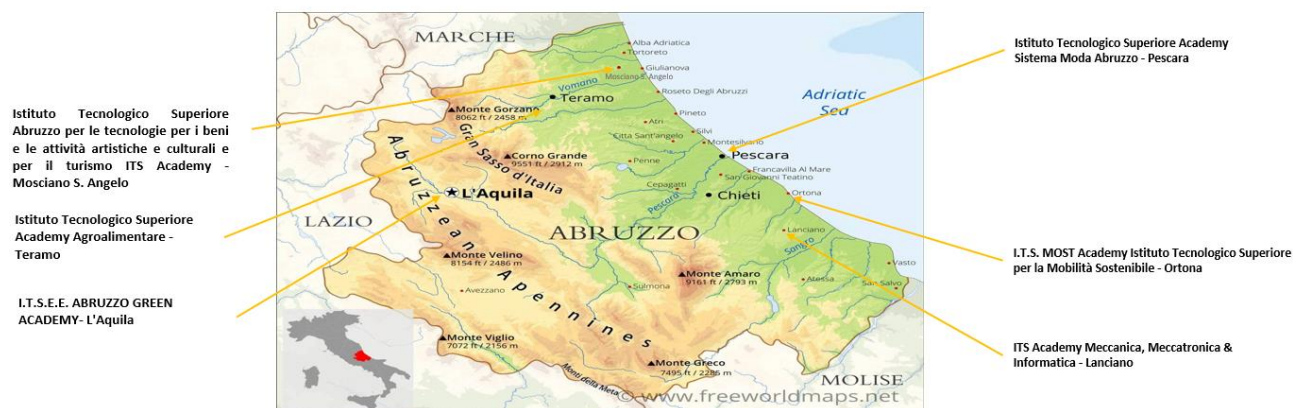 Istituto Tecnologico Superiore
Abruzzo per le tecnologie per i beni
e le attività artistiche e culturali e
per il turismo ITS Academy -
Mosciano S. Angelo
Istituto Tecnologico Superiore
Academy Agroalimentare -
Teramo
I.T.S.E.E. ABRUZZO GREEN
ACADEMY- L'Aquila
MARCHE
Alba Adriatica
Tortoreto
Giulianova
Mosciano S. Angelo
Vomano
Roseto Degli Abruzzi
Teramo
Adriatic
Sea
Monte Gorzano
8062 ft / 2458 m
Pineto
Atri
Silvi
Citta Sant'angelo
Montesilvano
Gran Sasso d'Italia
Corno Grande
9551 ft / 2912 m
Penne
Pescara
Francavilla Al Mare
San Giovanni Teatino
Cepagatti
L'Aquila
Pescara
Chieti
Ortona
LAZIO
ABRUZZO
Lanciano
Sangro
Abruzzean Apennines
Monte Velino
8154 ft / 2486 m
Monte Amaro
9161 ft / 2793 m
Vasto
Atessa
San Salvo
Avezzano
Sulmona
Monte Viglio
7072 ft / 2156 m
Monte Greco
7495 ft / 2285 m
Monti della Meta
MOLISE
© www.freeworldmaps.net
Istituto Tecnologico Superiore Academy
Sistema Moda Abruzzo - Pescara
I.T.S. MOST Academy Istituto Tecnologico Superiore
per la Mobilità Sostenibile - Ortona
ITS Academy Meccanica, Meccatronica &
Informatica - Lanciano